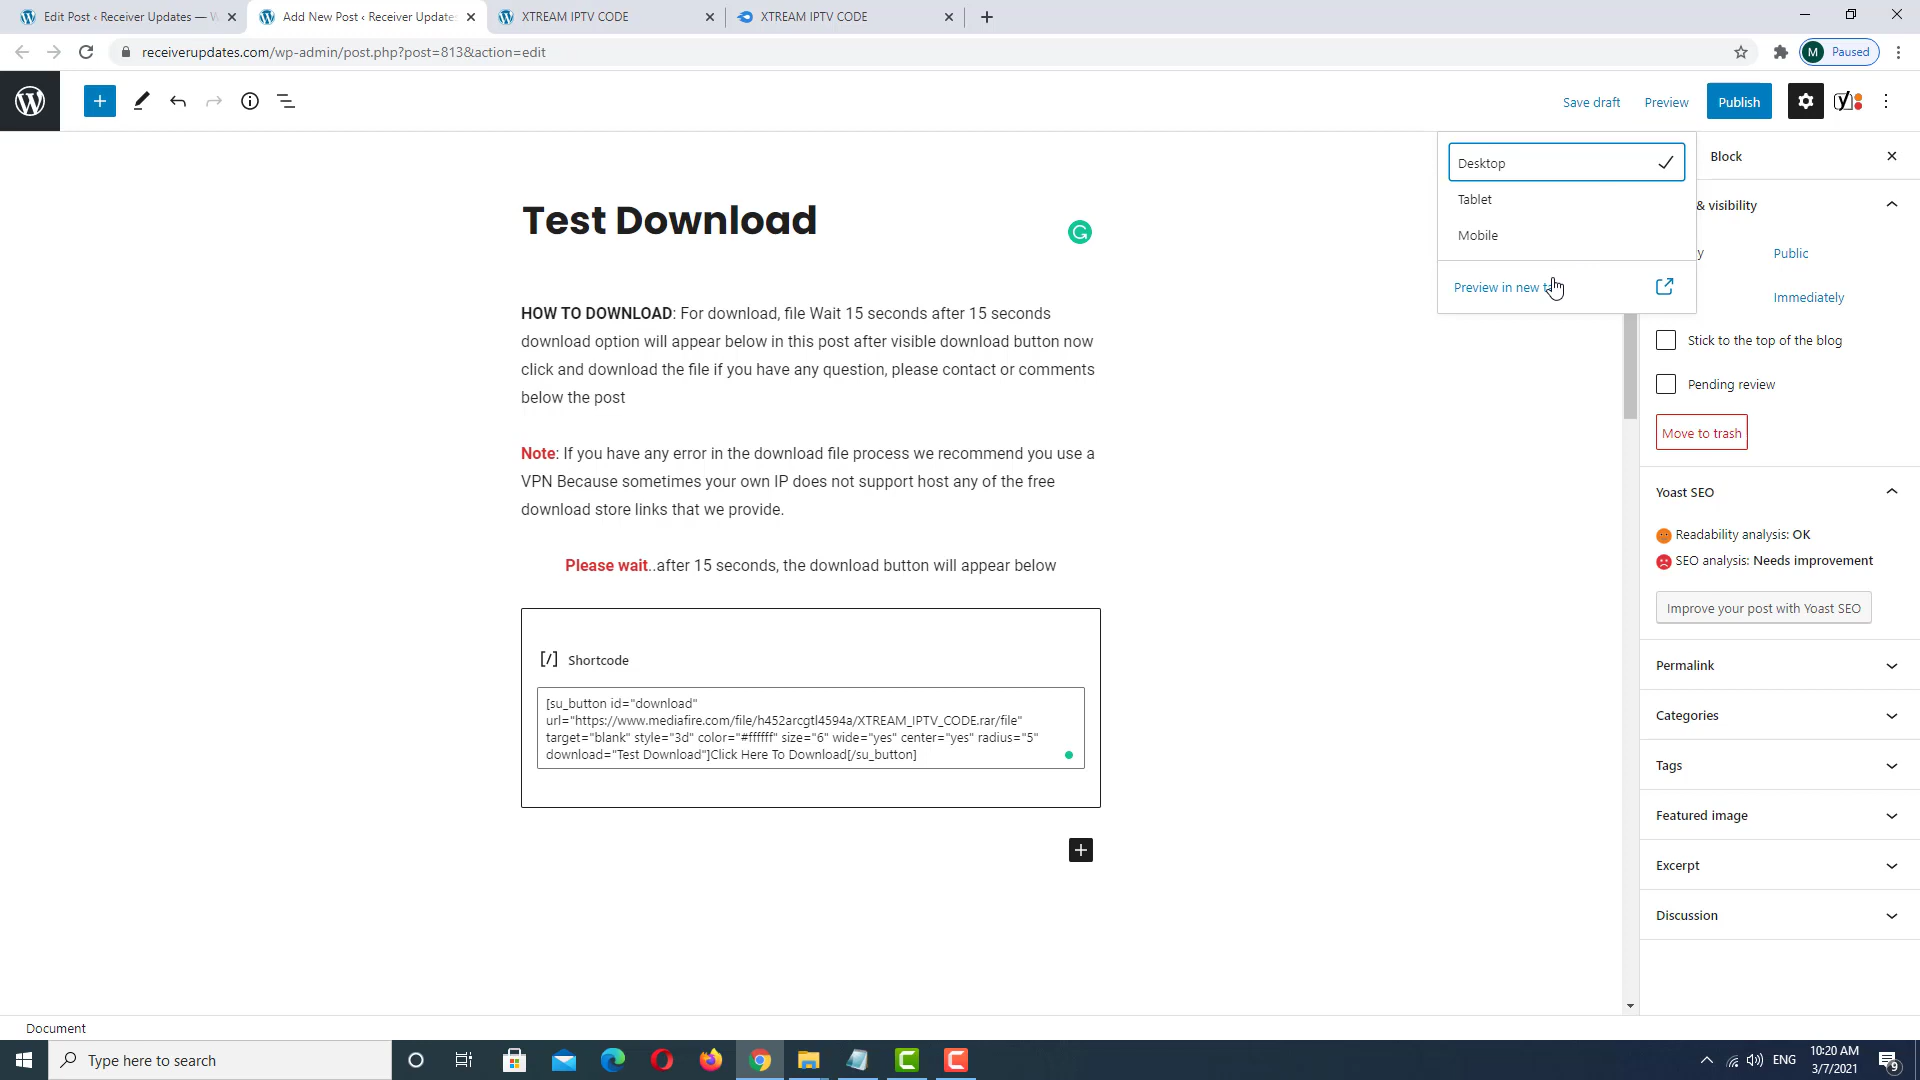 Edit Post ‹ Receiver Updates — W
Add New Post ‹ Receiver Updates
XTREAM IPTV CODE
XTREAM IPTV CODE
receiverupdates.com/wp-admin/post.php?post=813&action=edit
M Paused
Save draft
Preview
Publish
Desktop
Tablet
Mobile
Preview in new
Block
& visibility
y
Public
Immediately
Stick to the top of the blog
Pending review
Move to trash
Yoast SEO
Readability analysis: OK
SEO analysis: Needs improvement
Improve your post with Yoast SEO
Permalink
Categories
Tags
Featured image
Excerpt
Discussion
Test Download
HOW TO DOWNLOAD: For download, file Wait 15 seconds after 15 seconds
download option will appear below in this post after visible download button now
click and download the file if you have any question, please contact or comments
below the post
Note: If you have any error in the download file process we recommend you use a
VPN Because sometimes your own IP does not support host any of the free
download store links that we provide.
Please wait..after 15 seconds, the download button will appear below
[/] Shortcode
[su_button id="download"
url="https://www.mediafire.com/file/h452arcgtl4594a/XTREAM_IPTV_CODE.rar/file"
target="blank" style="3d" color="#ffffff" size="6" wide="yes" center="yes" radius="5"
download="Test Download"]Click Here To Download[/su_button]
Document
Type here to search
ENG
10:20 AM
3/7/2021
9